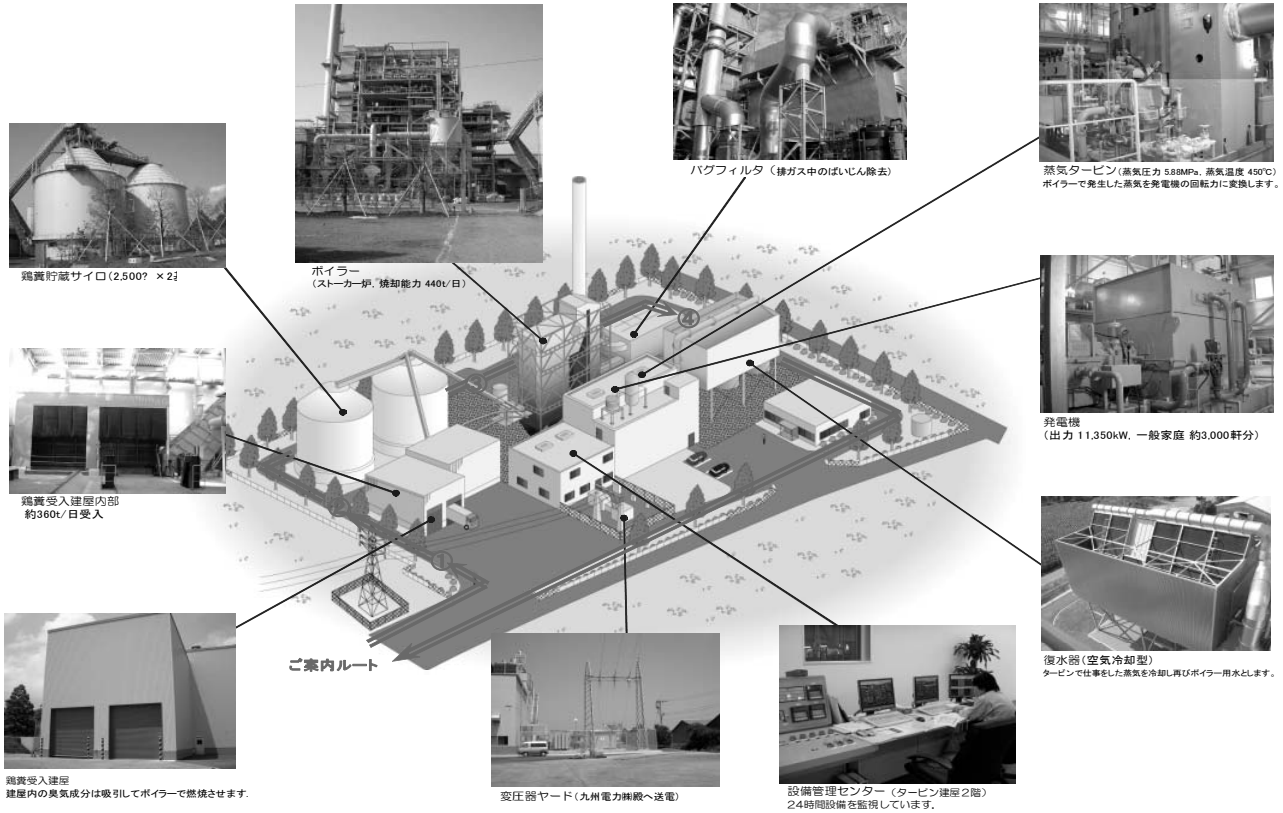 バグフィルタ（排ガス中のばいじん除去）
蒸気タービン（蒸気圧力 5.88MPa, 蒸気温度 450℃）
ボイラーで発生した蒸気を発電機の回転力に変換します。
鶏糞貯蔵サイロ（2,500? ×2
ボイラー
（ストーカー炉, 焼却能力 440t/日）
④
鶏糞受入建屋内部
約360t/日受入
発電機
（出力 11,350kW, 一般家庭 約3,000軒分）
①
復水器（空気冷却型）
タービンで仕事をした蒸気を冷却し再びボイラー用水とします。
ご案内ルート
鶏糞受入建屋
建屋内の臭気成分は吸引してボイラーで燃焼させます.
変圧器ヤード（九州電力㈱殿へ送電）
設備管理センター （タービン建屋2階）
24時間設備を監視しています.